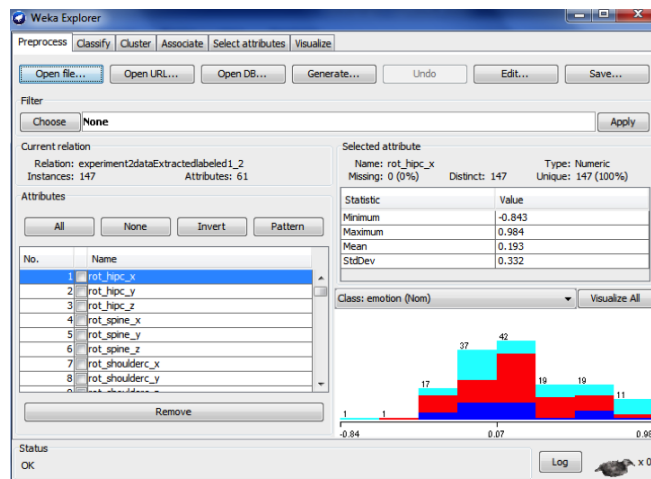 Weka Explorer
Preprocess Classify Cluster Associate Select attributes Visualize
Open file... Open URL... Open DB... Generate... Undo Edit... Save...
Filter
Choose None Apply
Current relation
Relation: experiment2dataExtractedlabeled1_2
Instances: 147 Attributes: 61
Attributes
All None Invert Pattern
No. Name
1 rot_hipc_x
2 rot_hipc_y
3 rot_hipc_z
4 rot_spine_x
5 rot_spine_y
6 rot_spine_z
7 rot_shoulderc_x
8 rot_shoulderc_y
Remove
Selected attribute
Name: rot_hipc_x Type: Numeric
Missing: 0 (0%) Distinct: 147 Unique: 147 (100%)
Statistic Value
Minimum -0.843
Maximum 0.984
Mean 0.193
StdDev 0.332
Class: emotion (Nom) Visualize All
1 1 17 37 42 19 19 11
-0.84 0.07 0.98
Status
OK
Log x 0